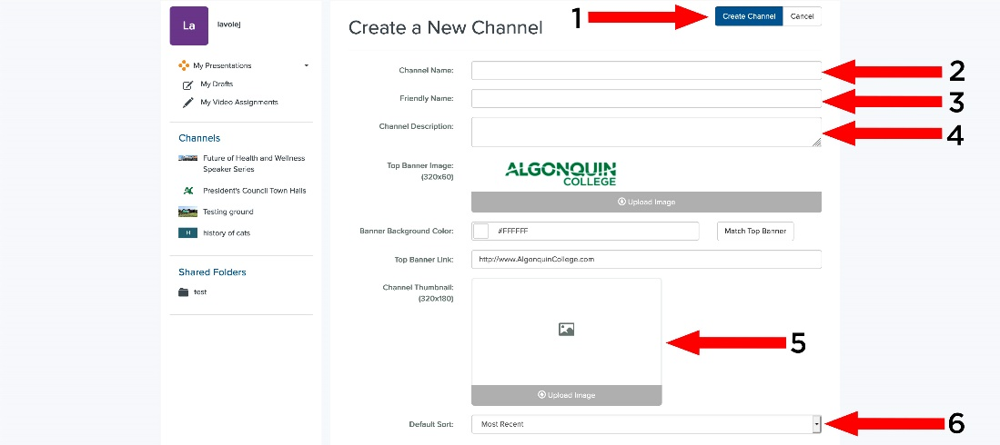 La
lavolej
My Presentations
My Drafts
My Video Assignments
Channels
Future of Health and Wellness
Speaker Series
AC
President's Council Town Halls
Testing ground
H
history of cats
Shared Folders
test
Create a New Channel
1
Create Channel
Cancel
Channel Name:
2
Friendly Name:
3
Channel Description:
4
Top Banner Image:
(320x60)
ALGONQUIN
COLLEGE
Upload Image
Banner Background Color:
#FFFFFF
Match Top Banner
Top Banner Link:
http://www.AlgonquinCollege.com
Channel Thumbnail:
(320x180)
5
Upload Image
Default Sort:
Most Recent
6